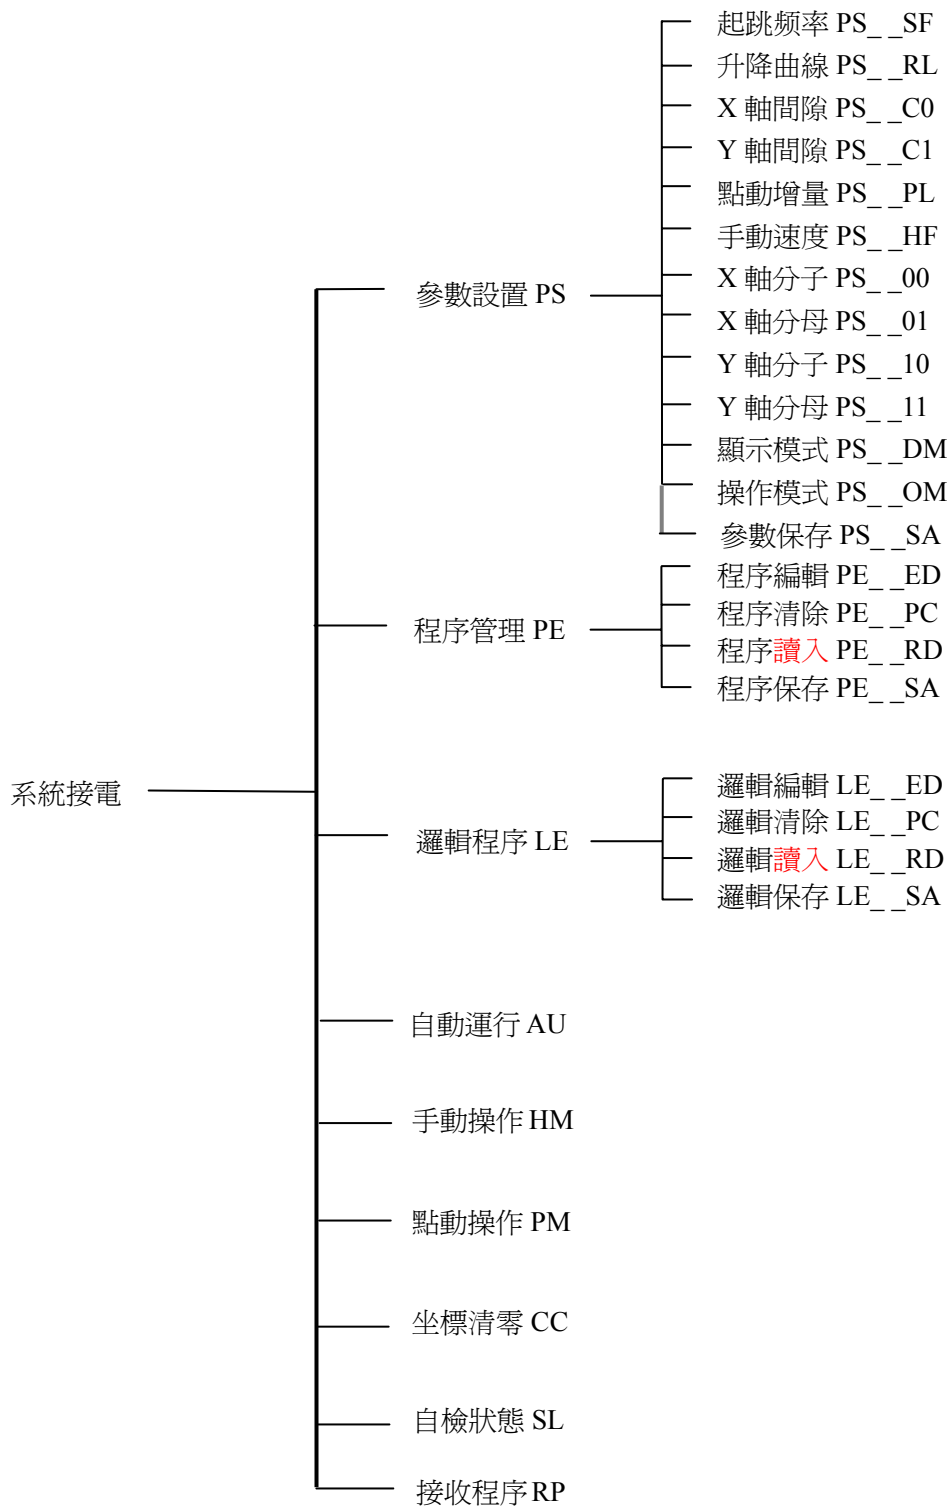 起跳频率 PS_ _SF
升降曲線 PS_ _RL
X 軸間隙 PS_ _C0
Y 軸間隙 PS_ _C1
點動增量 PS_ _PL
手動速度 PS_ _HF
參數設置 PS
X 軸分子 PS_ _00
X 軸分母 PS_ _01
Y 軸分子 PS_ _10
Y 軸分母 PS_ _11
顯示模式 PS_ _DM
操作模式 PS_ _OM
參數保存 PS_ _SA
程序編輯 PE_ _ED
程序清除 PE_ _PC
程序管理 PE
程序讀入 PE_ _RD
程序保存 PE_ _SA
系統接電
邏輯編輯 LE_ _ED
邏輯清除 LE_ _PC
邏輯程序 LE
邏輯讀入 LE_ _RD
邏輯保存 LE_ _SA
自動運行 AU
手動操作 HM
點動操作 PM
坐標清零 CC
自檢狀態 SL
接收程序 RP